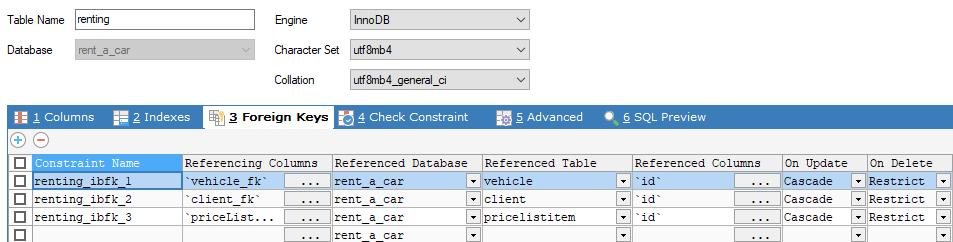 Table Name renting Engine InnoDB
Database rent_a_car Character Set utf8mb4
Collation utf8mb4_general_ci
1 Columns 2 Indexes 3 Foreign Keys 4 Check Constraint 5 Advanced 6 SQL Preview
Constraint Name Referencing Columns Referenced Database Referenced Table Referenced Columns On Update On Delete
renting_ibfk_1 `vehicle_fk` ... rent_a_car vehicle `id` ... Cascade Restrict
renting_ibfk_2 `client_fk` ... rent_a_car client `id` ... Cascade Restrict
renting_ibfk_3 `priceList... ... rent_a_car pricelistitem `id` ... Cascade Restrict
... rent_a_car ...